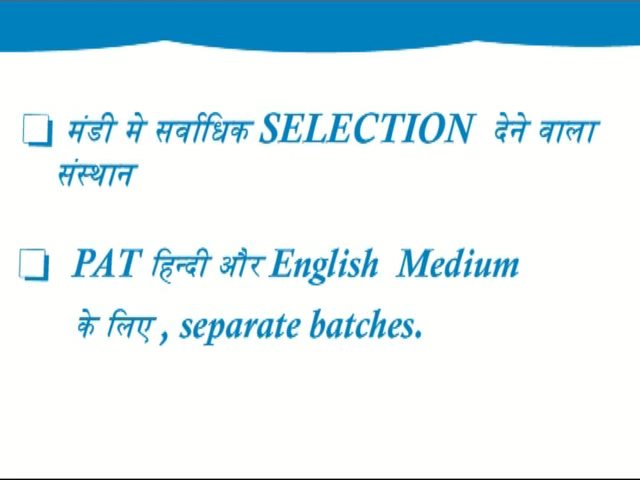 मंडी मे सर्वाधिक SELECTION देने वाला
संस्थान
PAT हिन्दी और English Medium
के लिए , separate batches.